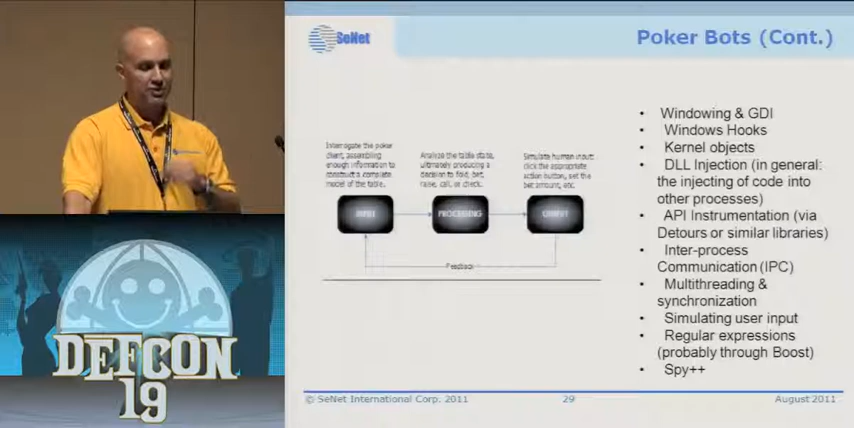 SeNet
Poker Bots (Cont.)
Interrogate the poker
client, assembling
enough information to
construct a complete
model of the table.
Analyze the table state,
ultimately producing a
decision to fold, bet,
raise, call, or check.
Simulate human input:
click the appropriate
action button, set the
bet amount, etc.
INPUT
PROCESSING
OUTPUT
Feedback
• Windowing & GDI
• Windows Hooks
• Kernel objects
• DLL Injection (in general:
the injecting of code into
other processes)
• API Instrumentation (via
Detours or similar libraries)
• Inter-process
Communication (IPC)
• Multithreading &
synchronization
• Simulating user input
• Regular expressions
(probably through Boost)
• Spy++
© SeNet International Corp. 2011
29
August 2011
DEFCON
19